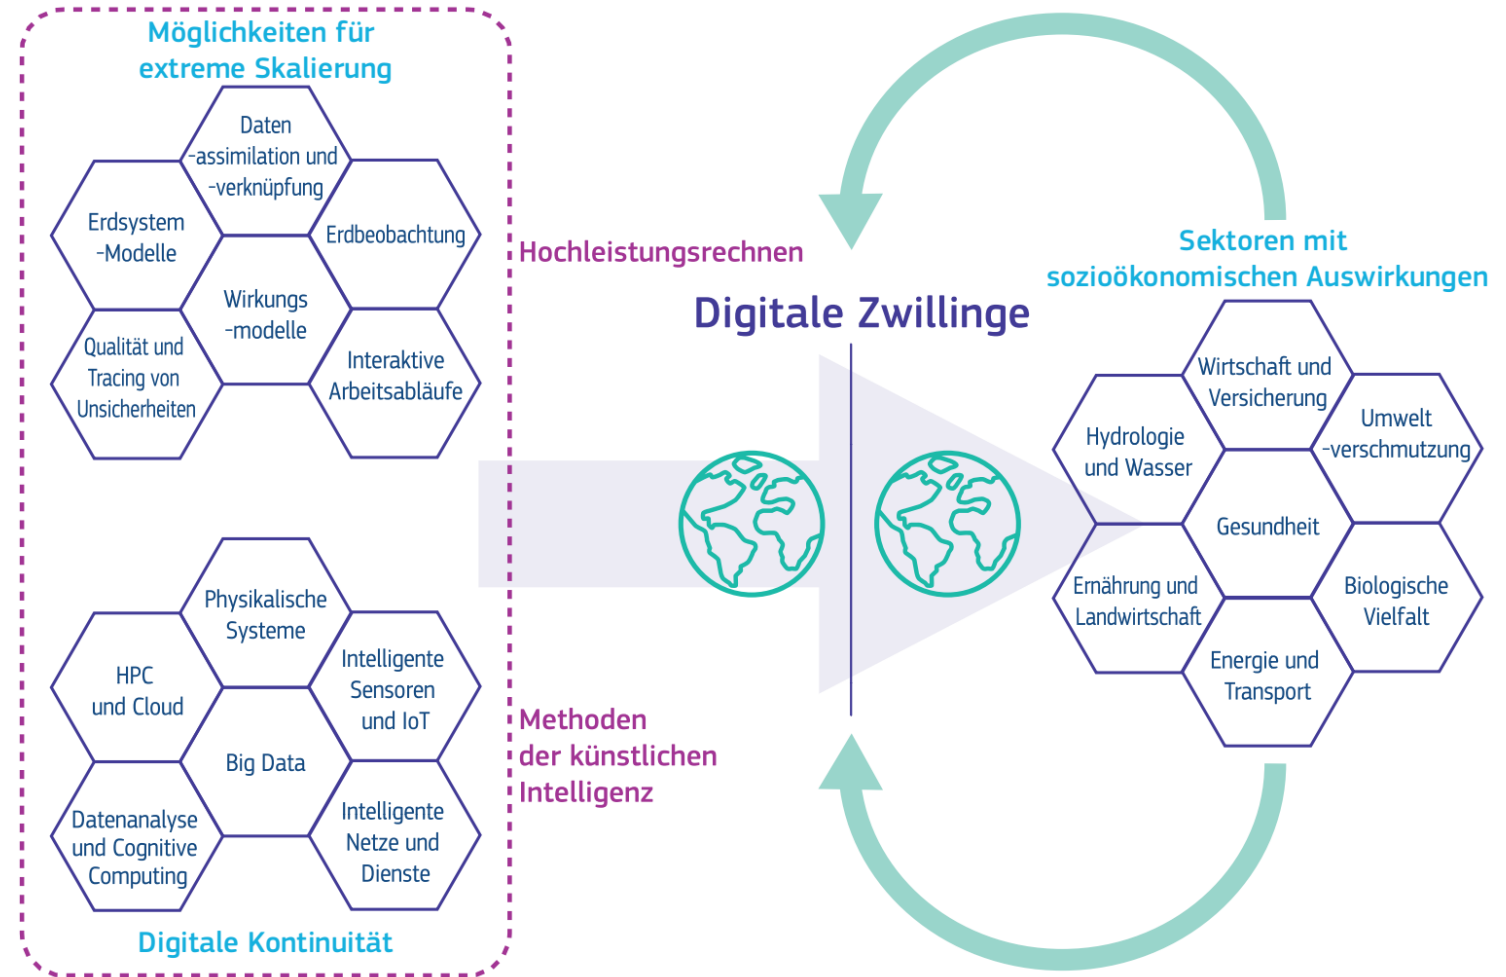 Möglichkeiten für
extreme Skalierung
Daten
-assimilation und
-verknüpfung
Erdsystem
-Modelle
Erdbeobachtung
Wirkungs
-modelle
Qualität und
Tracing von
Unsicherheiten
Interaktive
Arbeitsabläufe
Physikalische
Systeme
HPC
und Cloud
Intelligente
Sensoren
und IoT
Big Data
Datenanalyse
und Cognitive
Computing
Intelligente
Netze und
Dienste
Digitale Kontinuität
Hochleistungsrechnen
Digitale Zwillinge
Methoden
der künstlichen
Intelligenz
Sektoren mit
sozioökonomischen Auswirkungen
Wirtschaft und
Versicherung
Hydrologie
und Wasser
Umwelt
-verschmutzung
Gesundheit
Ernährung und
Landwirtschaft
Biologische
Vielfalt
Energie und
Transport